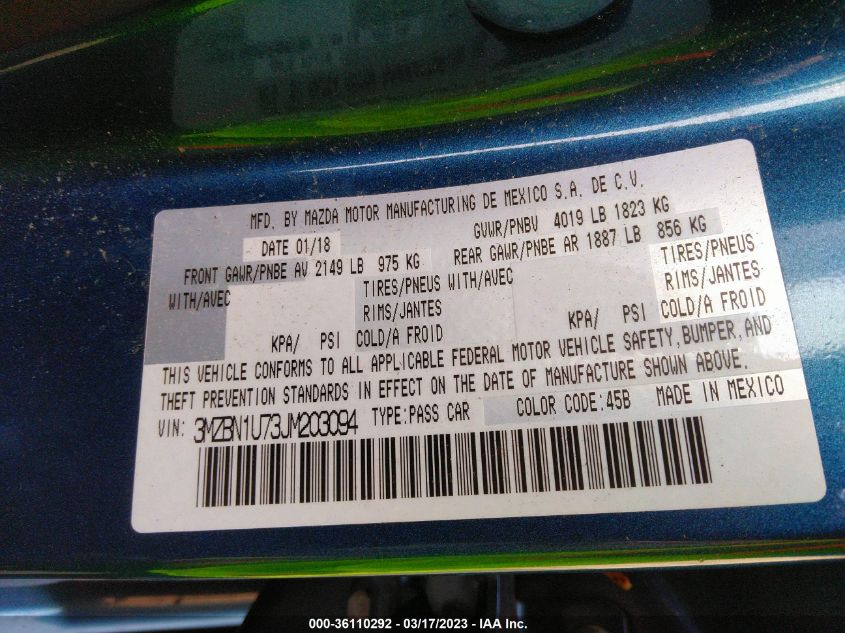 MFD. BY MAZDA MOTOR MANUFACTURING DE MEXICO S.A. DE C.V.
DATE 01/18 GVWR/PNBV 4019 LB 1823 KG
FRONT GAWR/PNBE AV 2149 LB 975 KG REAR GAWR/PNBE AR 1887 LB 856 KG
WITH/AVEC TIRES/PNEUS WITH/AVEC TIRES/PNEUS
RIMS/JANTES RIMS/JANTES
KPA/ PSI COLD/A FROID KPA/ PSI COLD/A FROID
THIS VEHICLE CONFORMS TO ALL APPLICABLE FEDERAL MOTOR VEHICLE SAFETY, BUMPER, AND
THEFT PREVENTION STANDARDS IN EFFECT ON THE DATE OF MANUFACTURE SHOWN ABOVE.
VIN: 3MZBN1U73JM203094 TYPE:PASS CAR COLOR CODE:45B MADE IN MEXICO
000-36110292 - 03/17/2023 - IAA Inc.